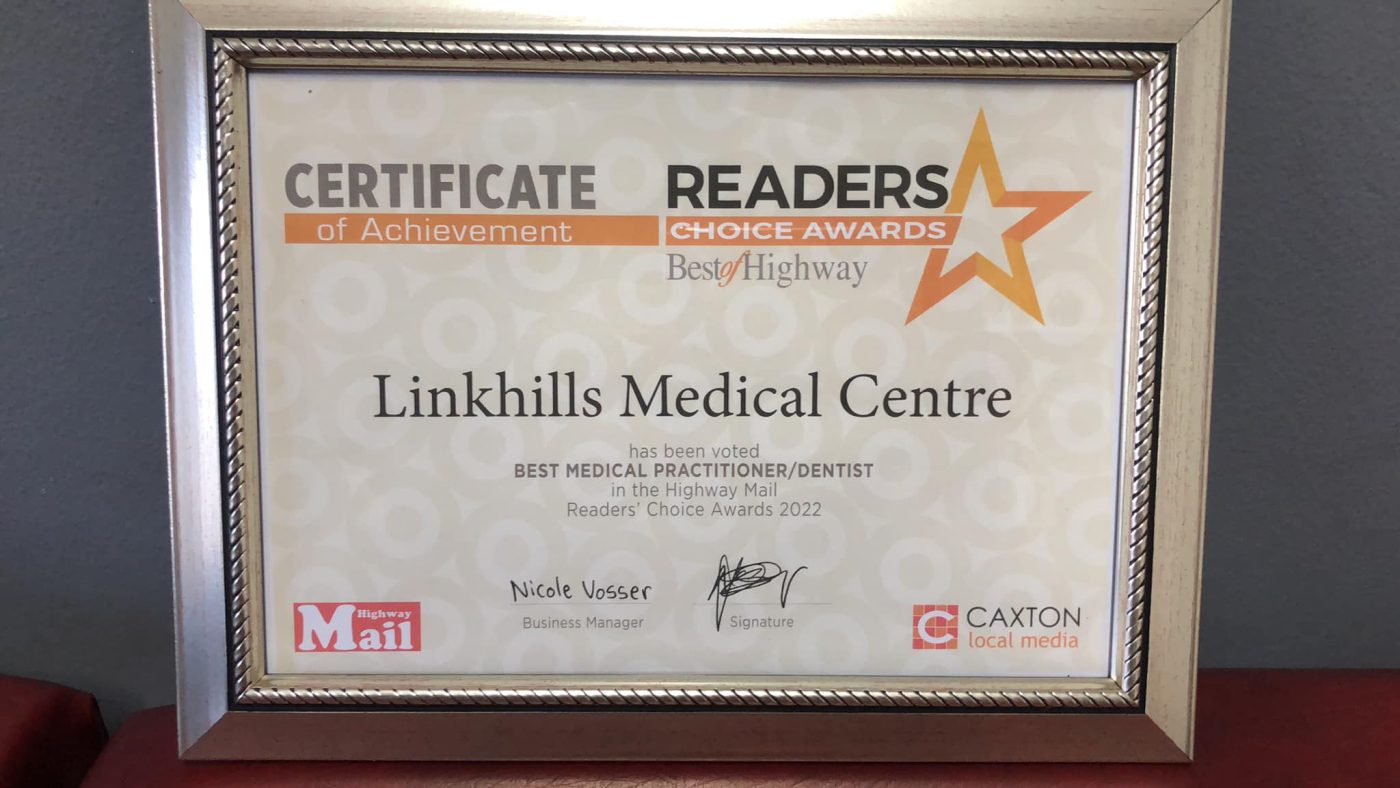 CERTIFICATE
of Achievement
READERS
CHOICE AWARDS
Best of Highway
Linkhills Medical Centre
has been voted
BEST MEDICAL PRACTITIONER/DENTIST
in the Highway Mail
Readers' Choice Awards 2022
Nicole Vosser
Business Manager
Signature
Highway
Mail
C CAXTON
local media